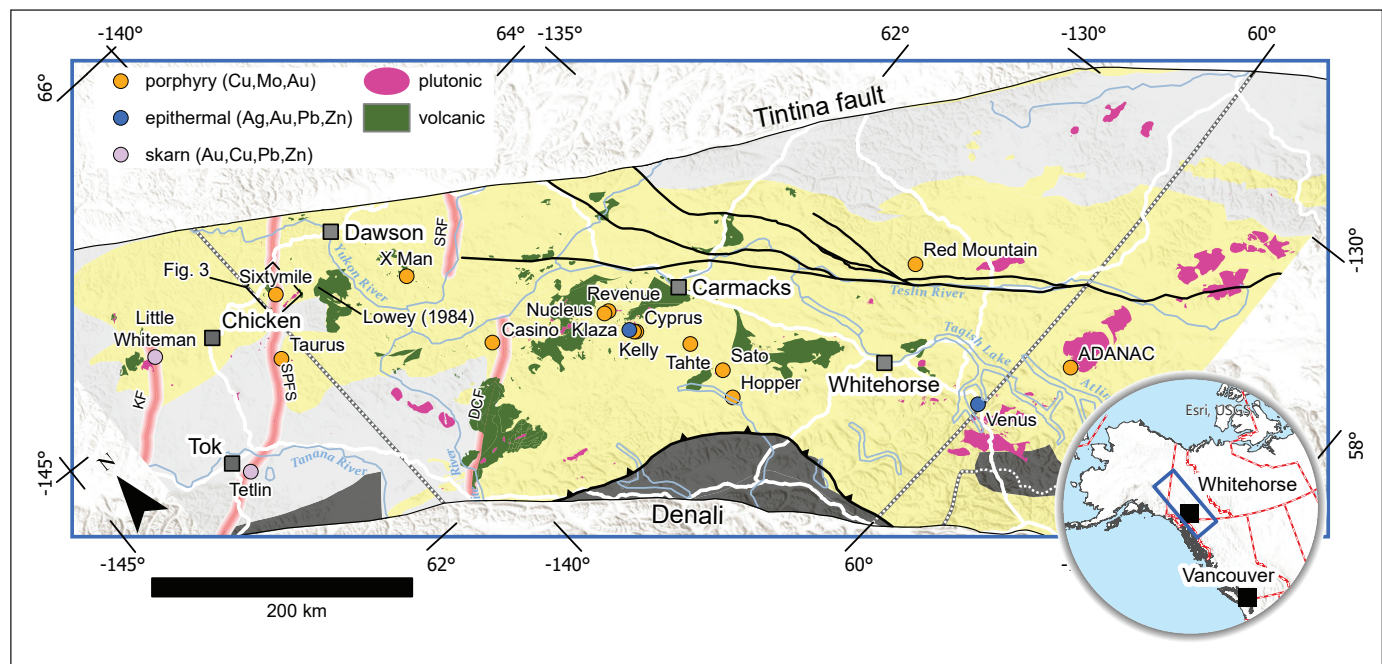 -140°
64°
-135°
62°
-130°
60°
66°
porphyry (Cu,Mo,Au)
plutonic
epithermal (Ag,Au,Pb,Zn)
volcanic
skarn (Au,Cu,Pb,Zn)
Tintina fault
Dawson
SRF
X Man
Yukon River
Red Mountain
-130°
Fig. 3
Sixtymile
Revenue
Carmacks
Teslin River
Nucleus
Lowey (1984)
Little
Whiteman
Chicken
Casino
Klaza
Cyprus
Kelly
Tagish Lake
Taurus
Tahte
Sato
ADANAC
SPFS
Hopper
Whitehorse
Atlin
KF
DCF
Venus
Esri, USGS
Tok
Tanana River
River
Tetlin
58°
-145°
N
Denali
Whitehorse
Vancouver
-145°
62°
-140°
60°
200 km